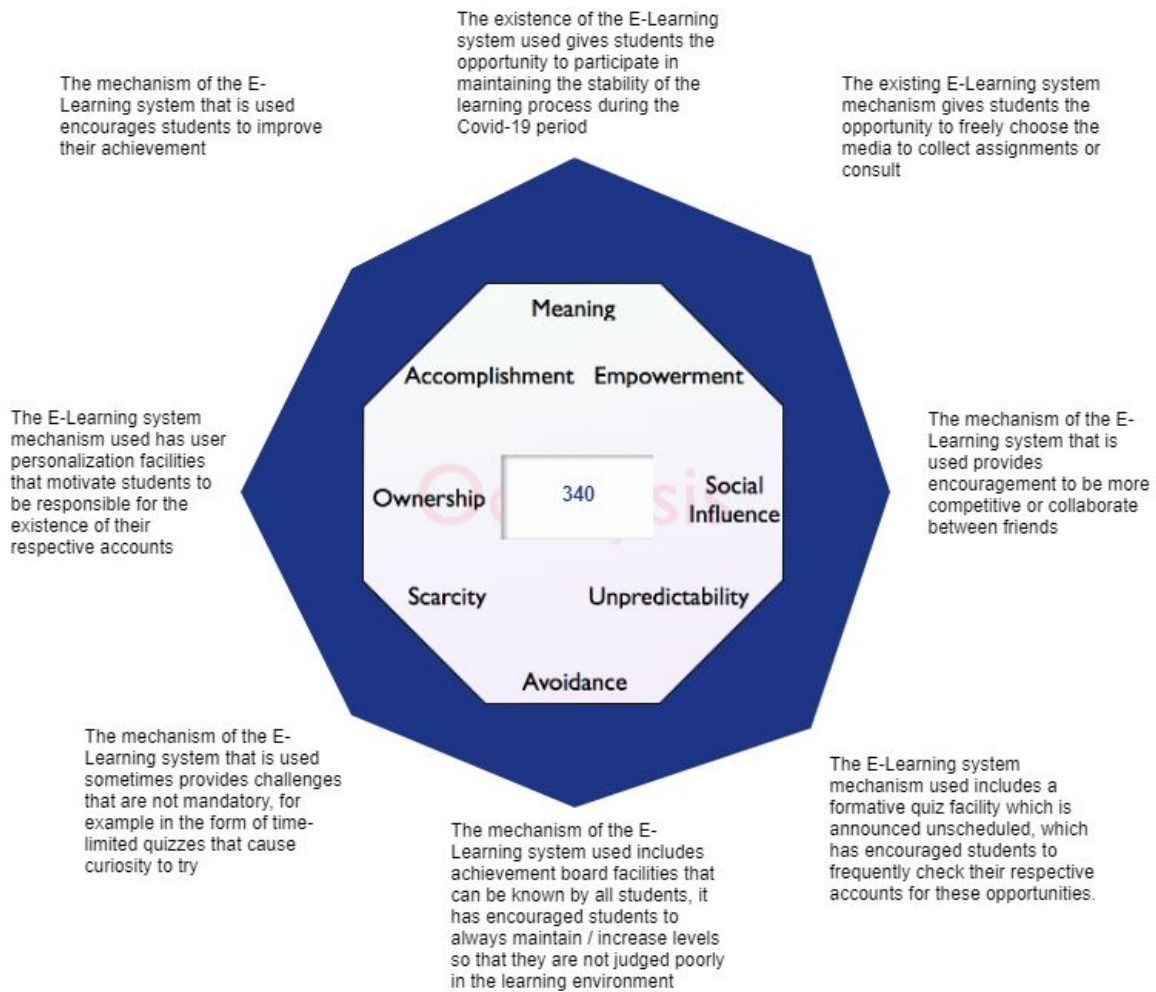 The existence of the E-Learning
system used gives students the
opportunity to participate in
maintaining the stability of the
learning process during the
Covid-19 period
The mechanism of the E-
Learning system that is used
encourages students to improve
their achievement
The existing E-Learning system
mechanism gives students the
opportunity to freely choose the
media to collect assignments or
consult
Meaning
Accomplishment
Empowerment
The E-Learning system
mechanism used has user
personalization facilities
that motivate students to
be responsible for the
existence of their
respective accounts
Ownership
340
Social
Influence
The mechanism of the E-
Learning system that is
used provides
encouragement to be more
competitive or collaborate
between friends
Scarcity
Unpredictability
Avoidance
The mechanism of the E-
Learning system that is used
sometimes provides challenges
that are not mandatory, for
example in the form of time-
limited quizzes that cause
curiosity to try
The mechanism of the E-
Learning system used includes
achievement board facilities that
can be known by all students, it
has encouraged students to
always maintain / increase levels
so that they are not judged poorly
in the learning environment
The E-Learning system
mechanism used includes a
formative quiz facility which is
announced unscheduled, which
has encouraged students to
frequently check their respective
accounts for these opportunities.